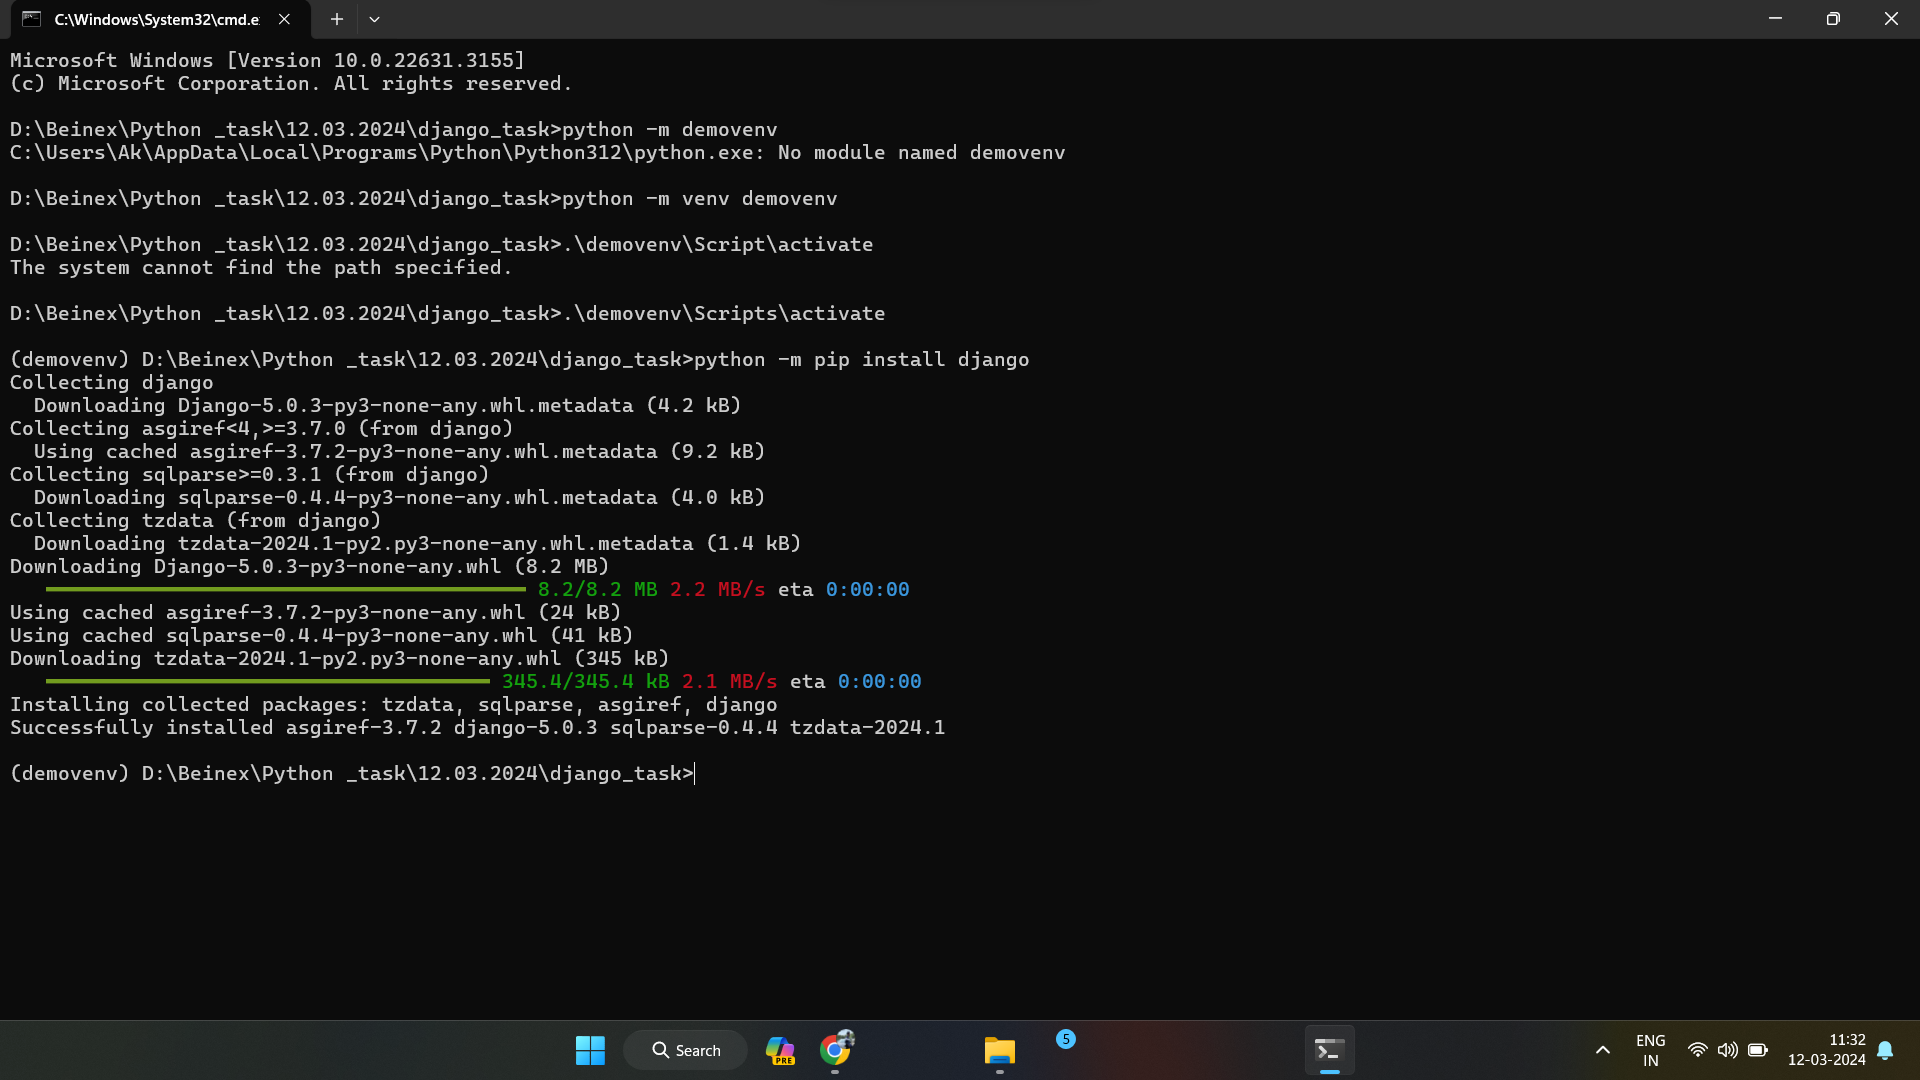 C:\Windows\System32\cmd.e
Microsoft Windows [Version 10.0.22631.3155]
(c) Microsoft Corporation. All rights reserved.
D:\Beinex\Python _task\12.03.2024\django_task>python -m demovenv
C:\Users\Ak\AppData\Local\Programs\Python\Python312\python.exe: No module named demovenv
D:\Beinex\Python _task\12.03.2024\django_task>python -m venv demovenv
D:\Beinex\Python _task\12.03.2024\django_task>.\demovenv\Script\activate
The system cannot find the path specified.
D:\Beinex\Python _task\12.03.2024\django_task>.\demovenv\Scripts\activate
(demovenv) D:\Beinex\Python _task\12.03.2024\django_task>python -m pip install django
Collecting django
  Downloading Django-5.0.3-py3-none-any.whl.metadata (4.2 kB)
Collecting asgiref<4,>=3.7.0 (from django)
  Using cached asgiref-3.7.2-py3-none-any.whl.metadata (9.2 kB)
Collecting sqlparse>=0.3.1 (from django)
  Downloading sqlparse-0.4.4-py3-none-any.whl.metadata (4.0 kB)
Collecting tzdata (from django)
  Downloading tzdata-2024.1-py2.py3-none-any.whl.metadata (1.4 kB)
Downloading Django-5.0.3-py3-none-any.whl (8.2 MB)
8.2/8.2 MB 2.2 MB/s eta 0:00:00
Using cached asgiref-3.7.2-py3-none-any.whl (24 kB)
Using cached sqlparse-0.4.4-py3-none-any.whl (41 kB)
Downloading tzdata-2024.1-py2.py3-none-any.whl (345 kB)
345.4/345.4 kB 2.1 MB/s eta 0:00:00
Installing collected packages: tzdata, sqlparse, asgiref, django
Successfully installed asgiref-3.7.2 django-5.0.3 sqlparse-0.4.4 tzdata-2024.1
(demovenv) D:\Beinex\Python _task\12.03.2024\django_task>
Search
PRE
5
ENG
IN
11:32
12-03-2024